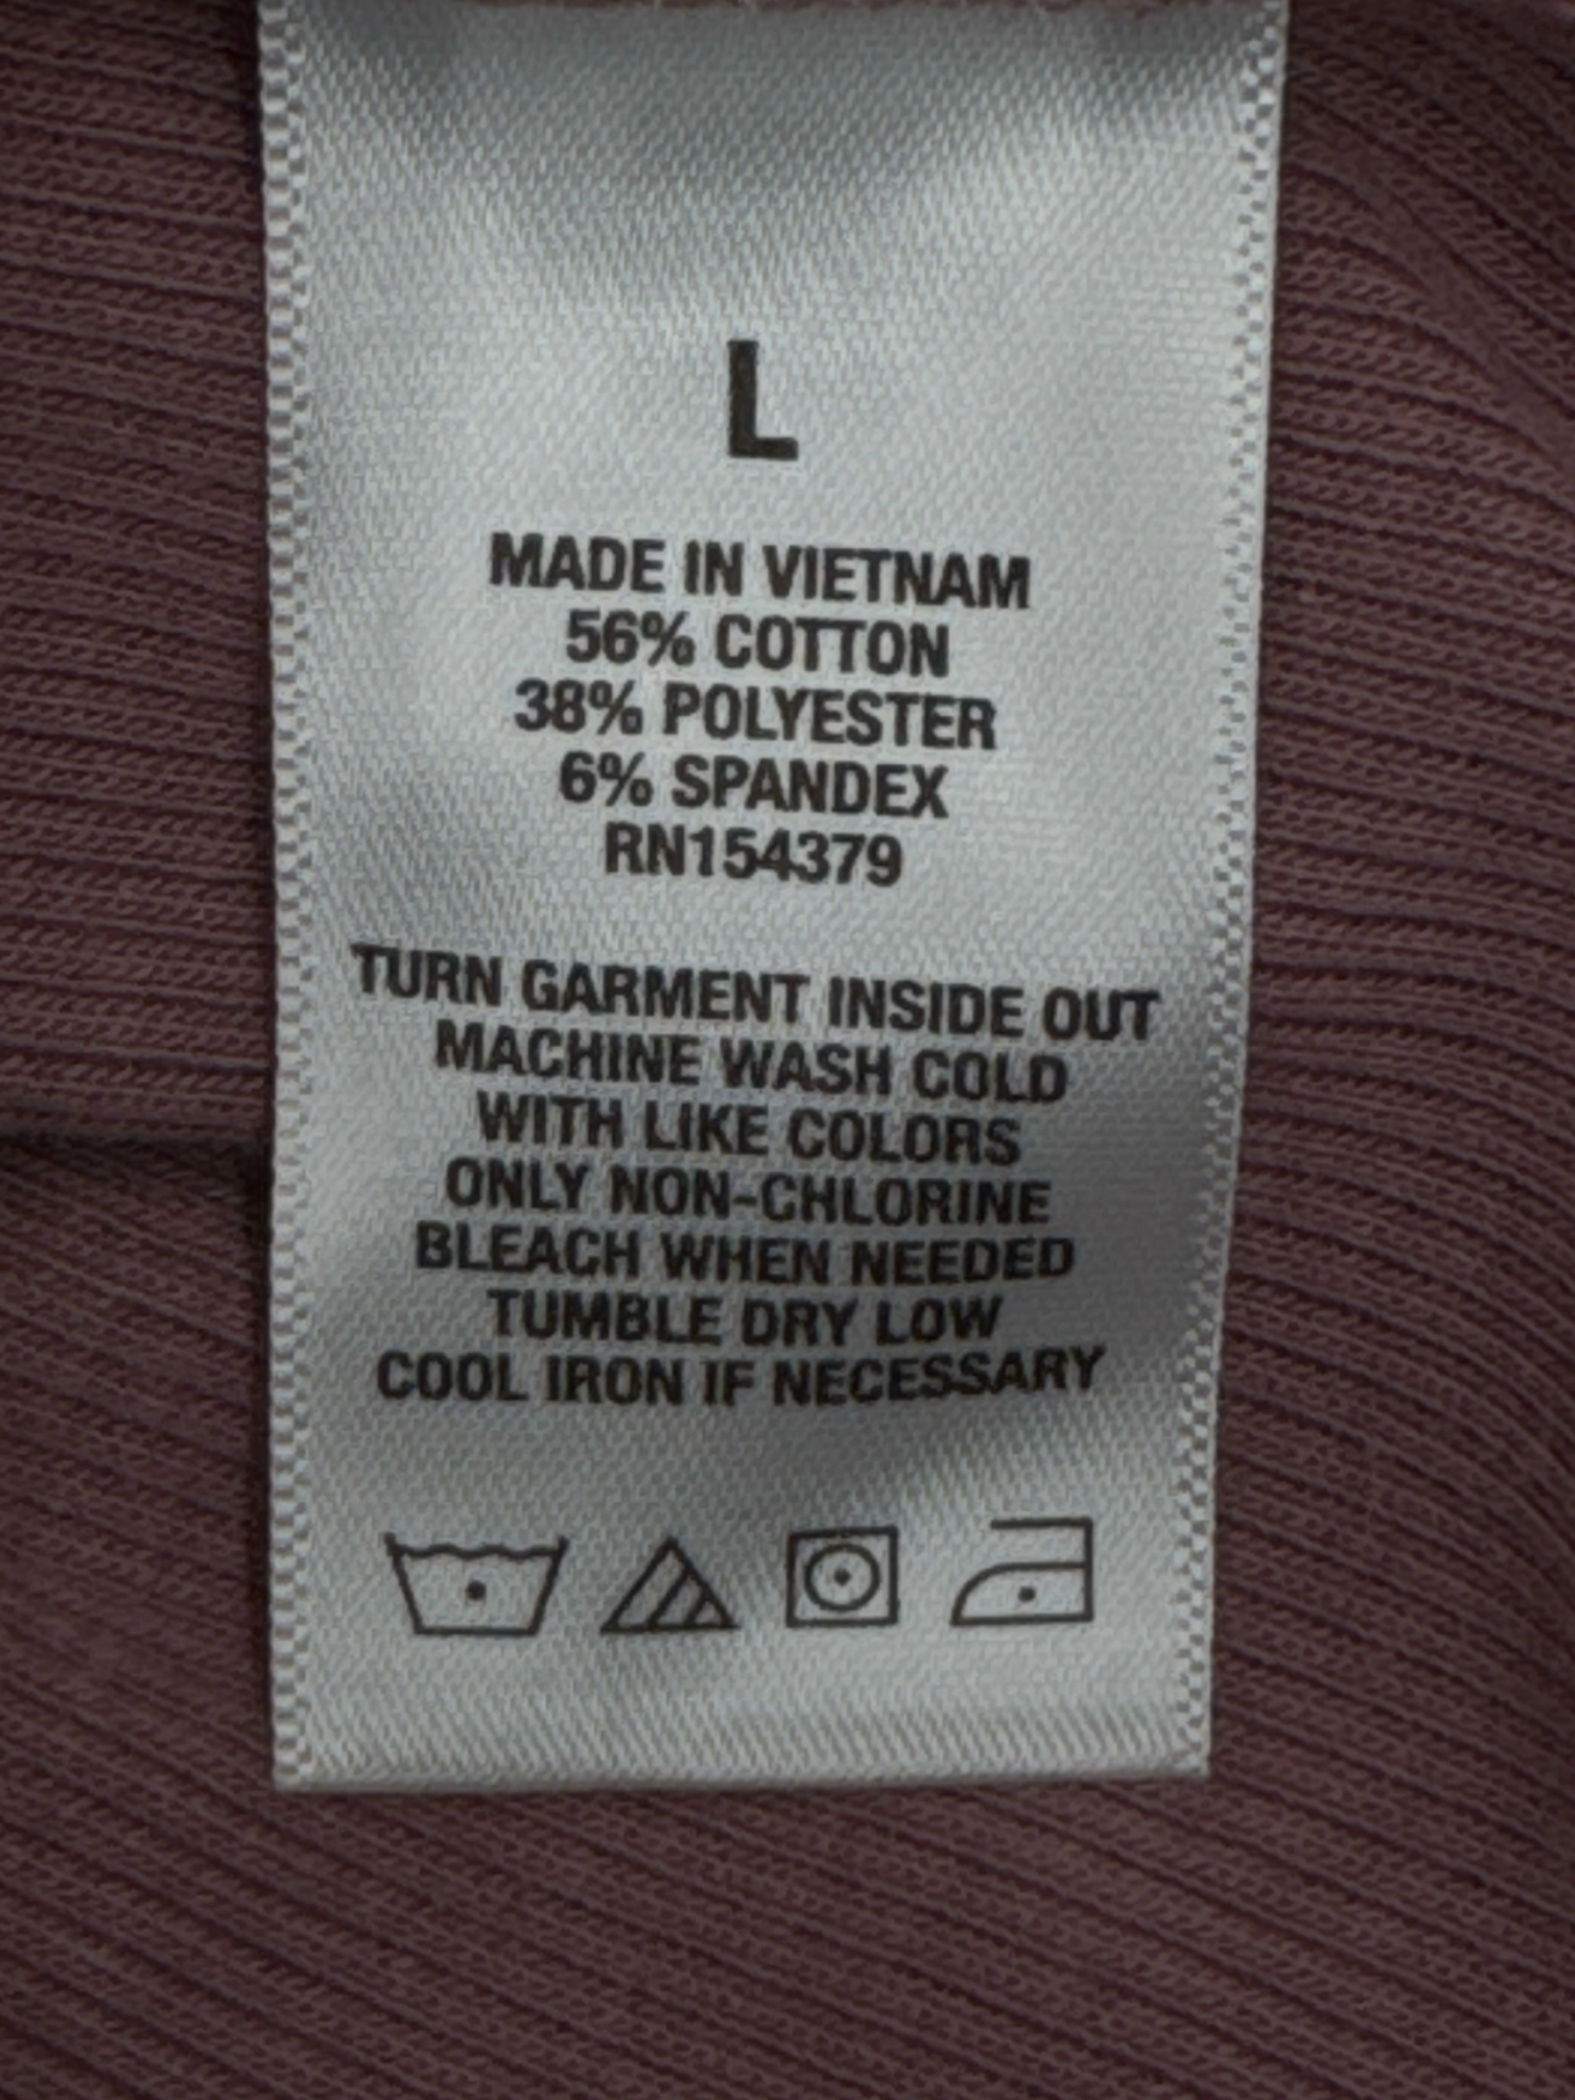 L
MADE IN VIETNAM
56% COTTON
38% POLYESTER
6% SPANDEX
RN154379
TURN GARMENT INSIDE OUT
MACHINE WASH COLD
WITH LIKE COLORS
ONLY NON-CHLORINE
BLEACH WHEN NEEDED
TUMBLE DRY LOW
COOL IRON IF NECESSARY